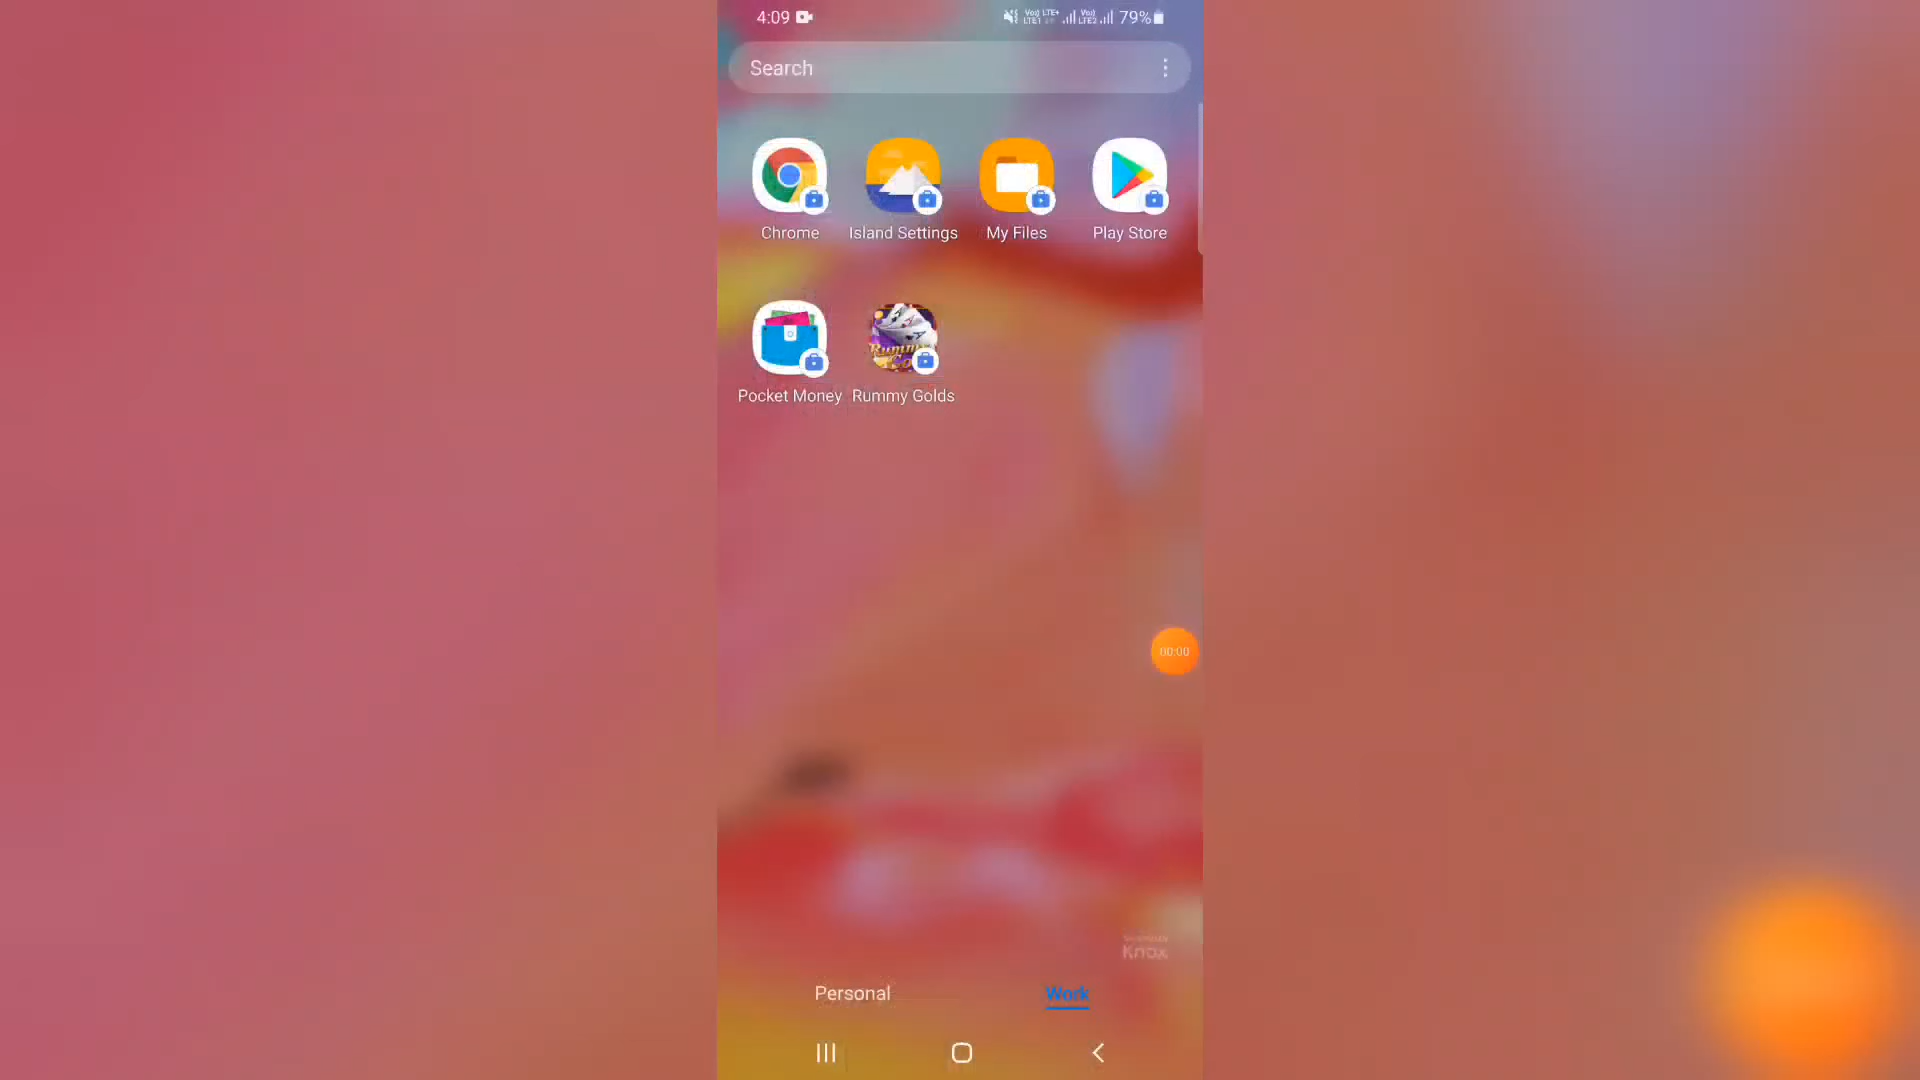 4:09
79%
Search
Chrome
Island Settings
My Files
Play Store
Rummy
Pocket Money
Rummy Golds
00:00
Knox
Personal
Work